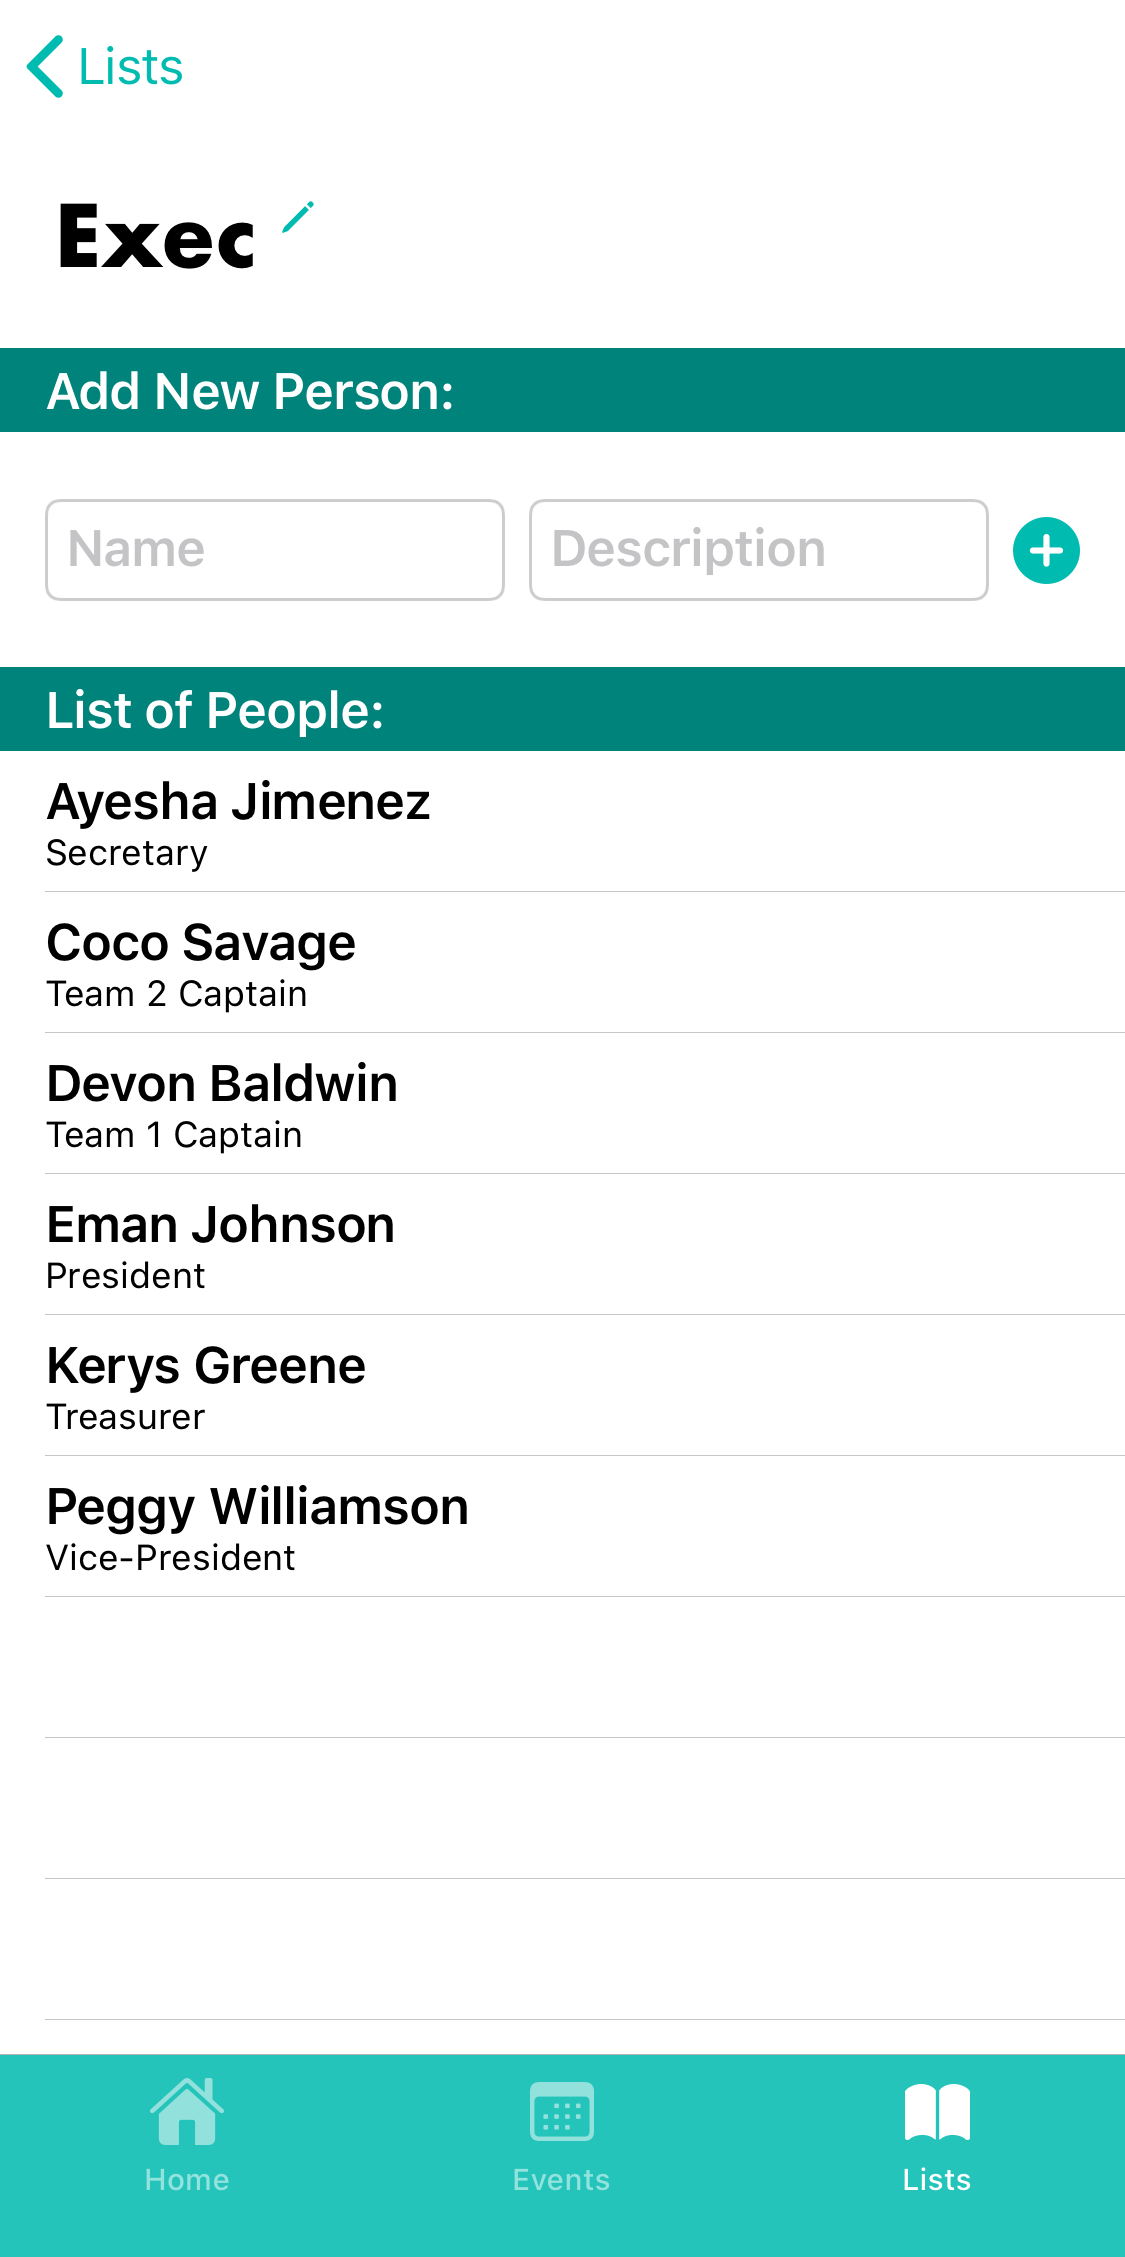 Lists
Exec
Add New Person:
Name
Description
List of People:
Ayesha Jimenez
Secretary
Coco Savage
Team 2 Captain
Devon Baldwin
Team 1 Captain
Eman Johnson
President
Kerys Greene
Treasurer
Peggy Williamson
Vice-President
Home
Events
Lists